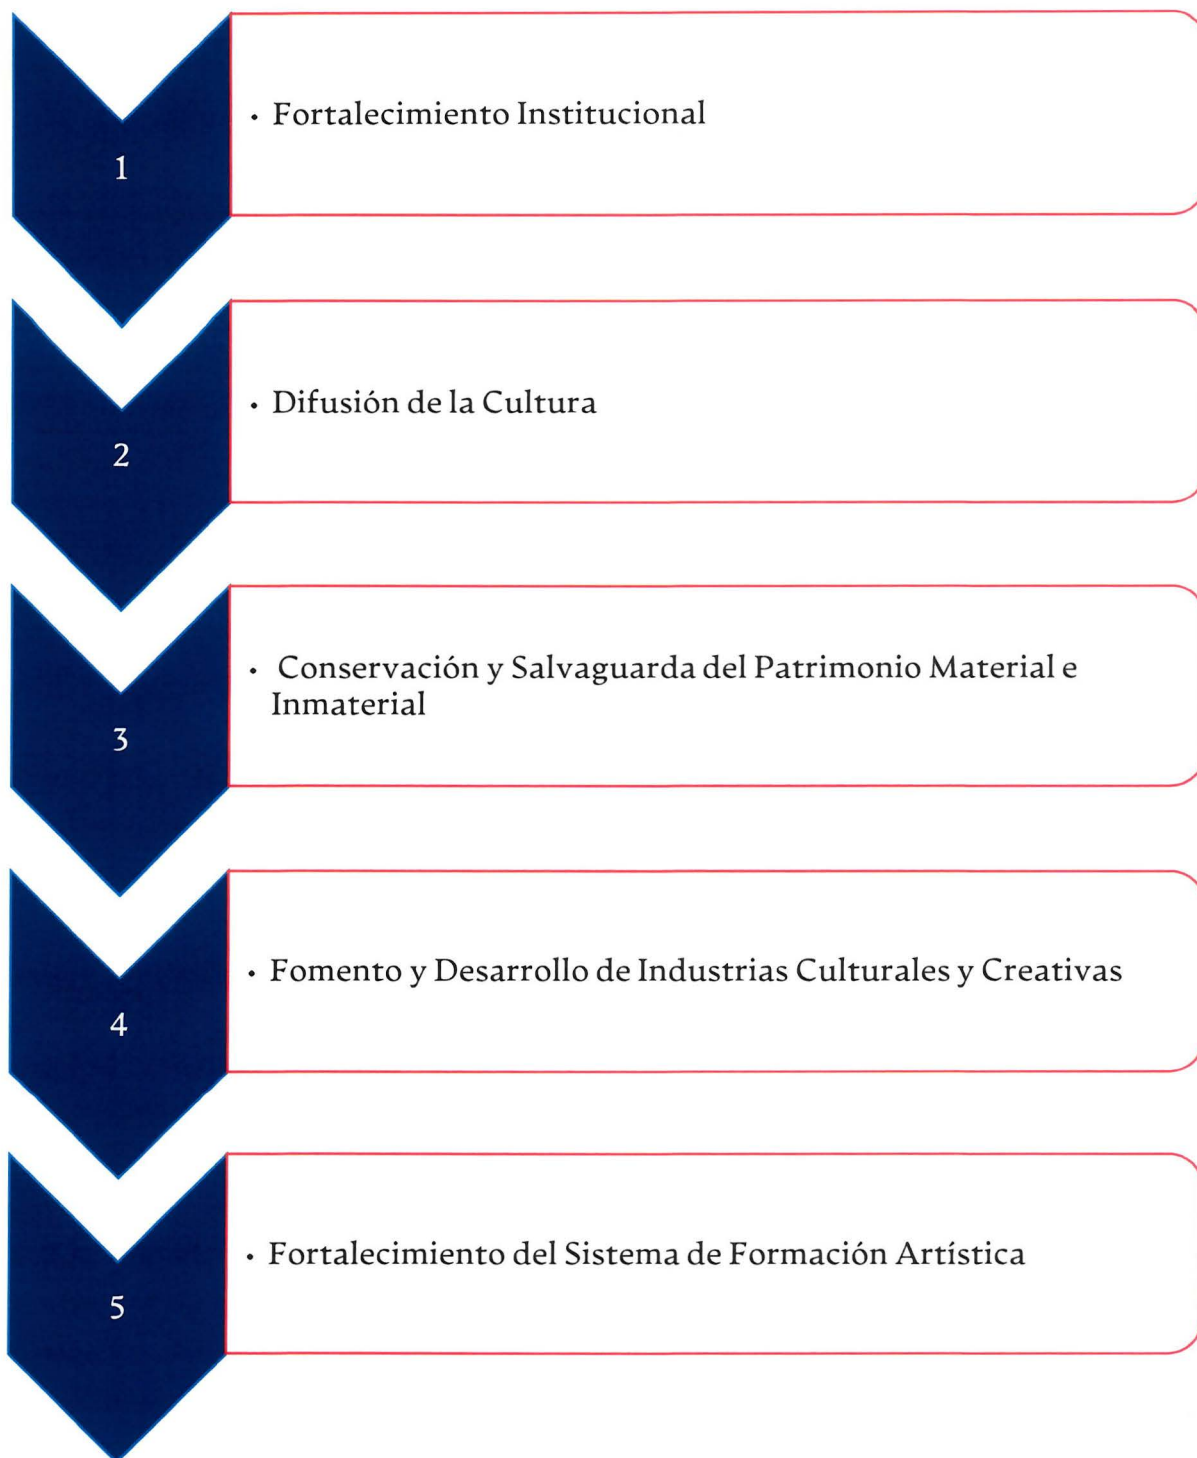 1
• Fortalecimiento Institucional
2
• Difusión de la Cultura
3
• Conservación y Salvaguarda del Patrimonio Material e
Inmaterial
4
• Fomento y Desarrollo de Industrias Culturales y Creativas
5
• Fortalecimiento del Sistema de Formación Artística